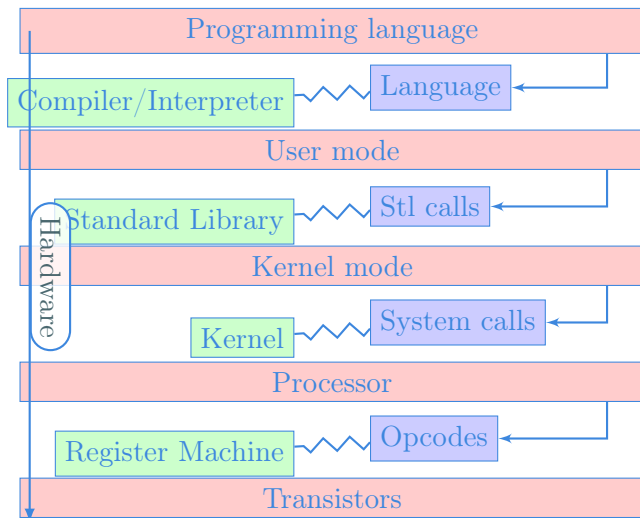 Programming language
Language
Compiler/Interpreter
User mode
Stl calls
Standard Library
Hardware
Kernel mode
System calls
Kernel
Processor
Opcodes
Register Machine
Transistors